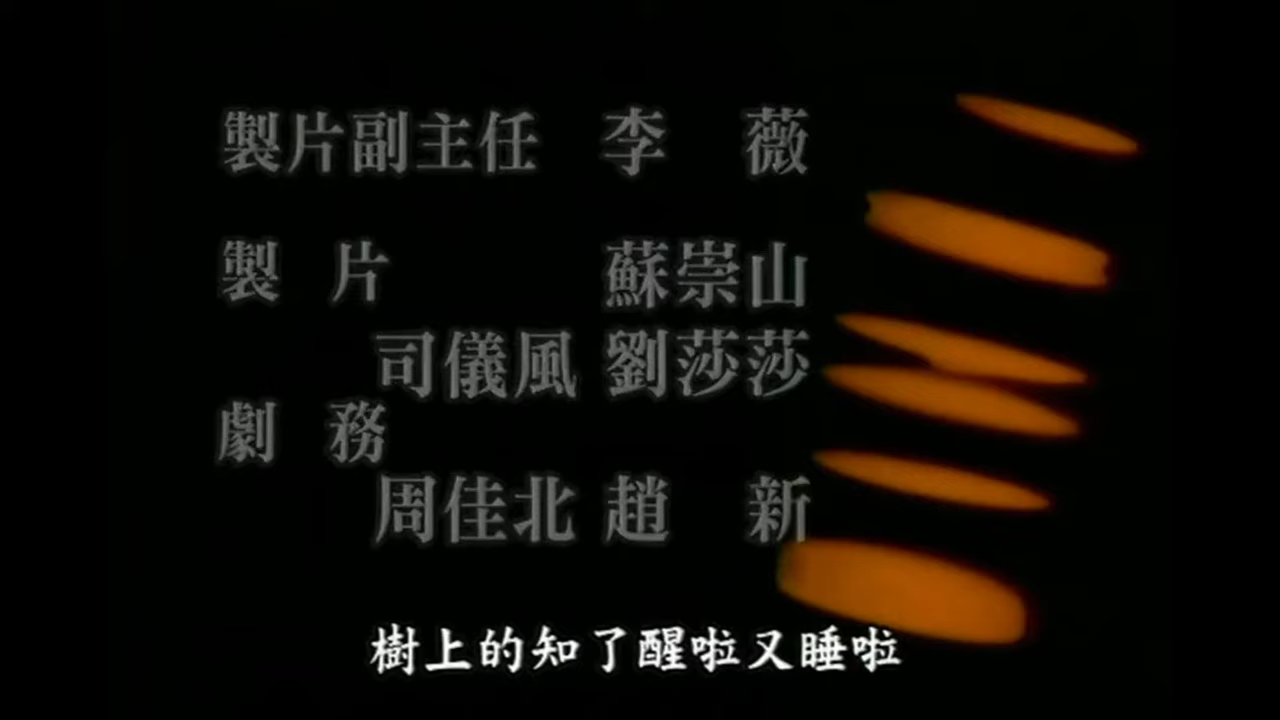 製片副主任 李 薇
製 片 蘇崇山
司儀風 劉莎莎
劇 務
周佳北 趙 新
樹上的知了醒啦又睡啦